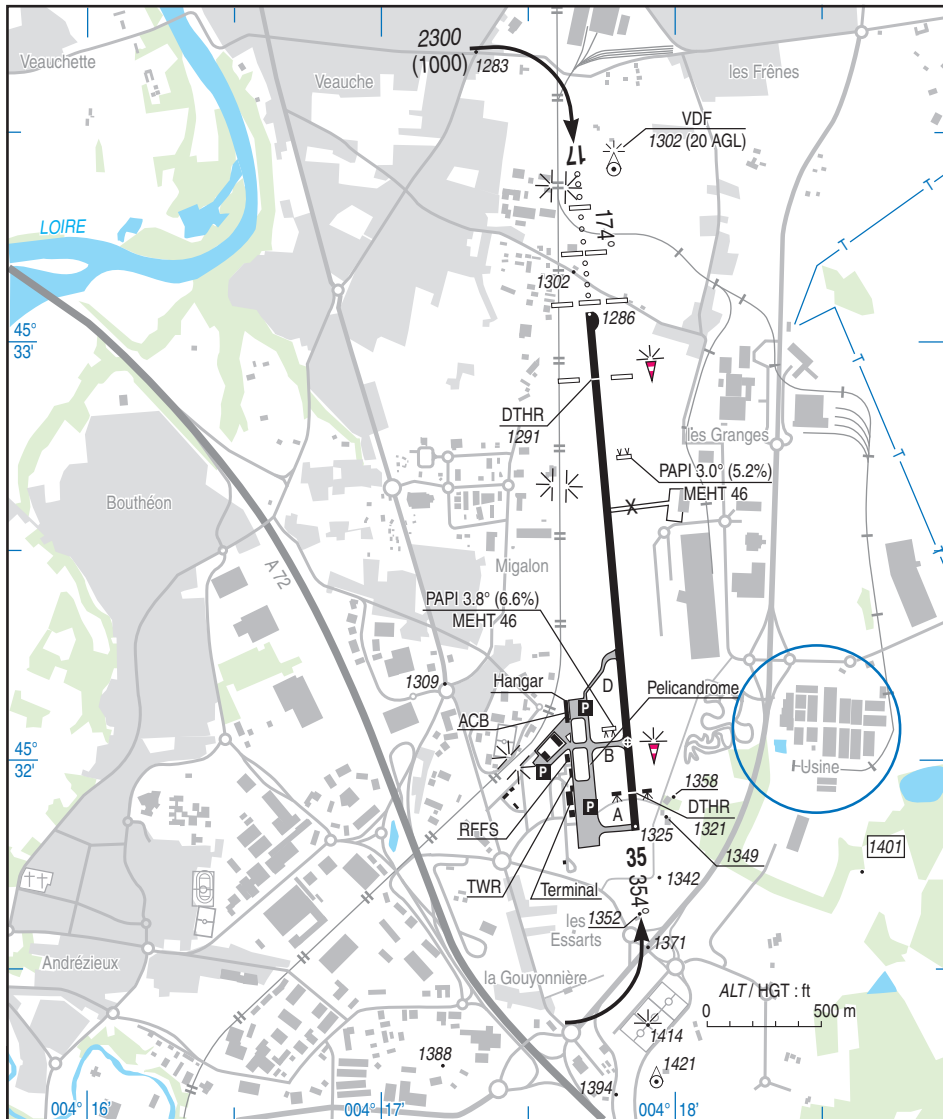 Veauchette
Veauche
2300
(1000)
1283
les Frênes
VDF
1302 (20 AGL)
17
174°
LOIRE
1302
45°
33'
1286
DTHR
1291
les Granges
PAPI 3.0° (5.2%)
MEHT 46
X
Bouthéon
A 72
Migalon
PAPI 3.8° (6.6%)
MEHT 46
D
1309
Hangar
Pelicandrome
P
ACB
45°
32'
B
P
Usine
1358
DTHR
1321
P
A
1325
RFFS
35
1349
1401
TWR
Terminal
354°
1342
1352
les
Essarts
1371
Andrézieux
la Gouyonnière
ALT / HGT : ft
0
500 m
1414
1388
1421
1394
004° 16'
004° 17'
004° 18'
T
T
T
T
T